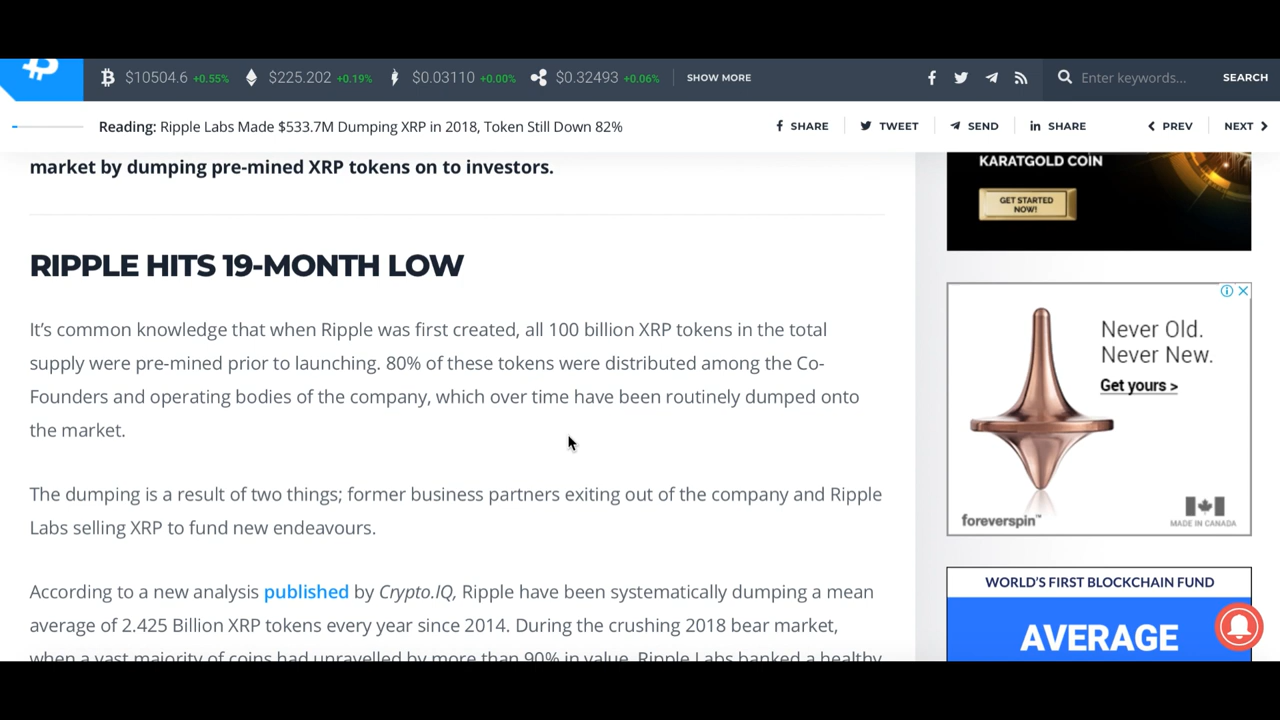 $10504.6 +0.55% $225.202 +0.19% $0.03110 +0.00% $0.32493 +0.06% SHOW MORE Enter keywords... SEARCH
Reading: Ripple Labs Made $533.7M Dumping XRP in 2018, Token Still Down 82% SHARE TWEET SEND SHARE PREV NEXT
market by dumping pre-mined XRP tokens on to investors.
RIPPLE HITS 19-MONTH LOW
It's common knowledge that when Ripple was first created, all 100 billion XRP tokens in the total
supply were pre-mined prior to launching. 80% of these tokens were distributed among the Co-
Founders and operating bodies of the company, which over time have been routinely dumped onto
the market.
The dumping is a result of two things; former business partners exiting out of the company and Ripple
Labs selling XRP to fund new endeavours.
According to a new analysis published by Crypto.IQ, Ripple have been systematically dumping a mean
average of 2.425 Billion XRP tokens every year since 2014. During the crushing 2018 bear market,
when a vast majority of coins had unravelled by more than 90% in value, Ripple Labs banked a healthy
KARATGOLD COIN
GET STARTED
NOW!
Never Old.
Never New.
Get yours >
foreverspin™
MADE IN CANADA
WORLD'S FIRST BLOCKCHAIN FUND
AVERAGE